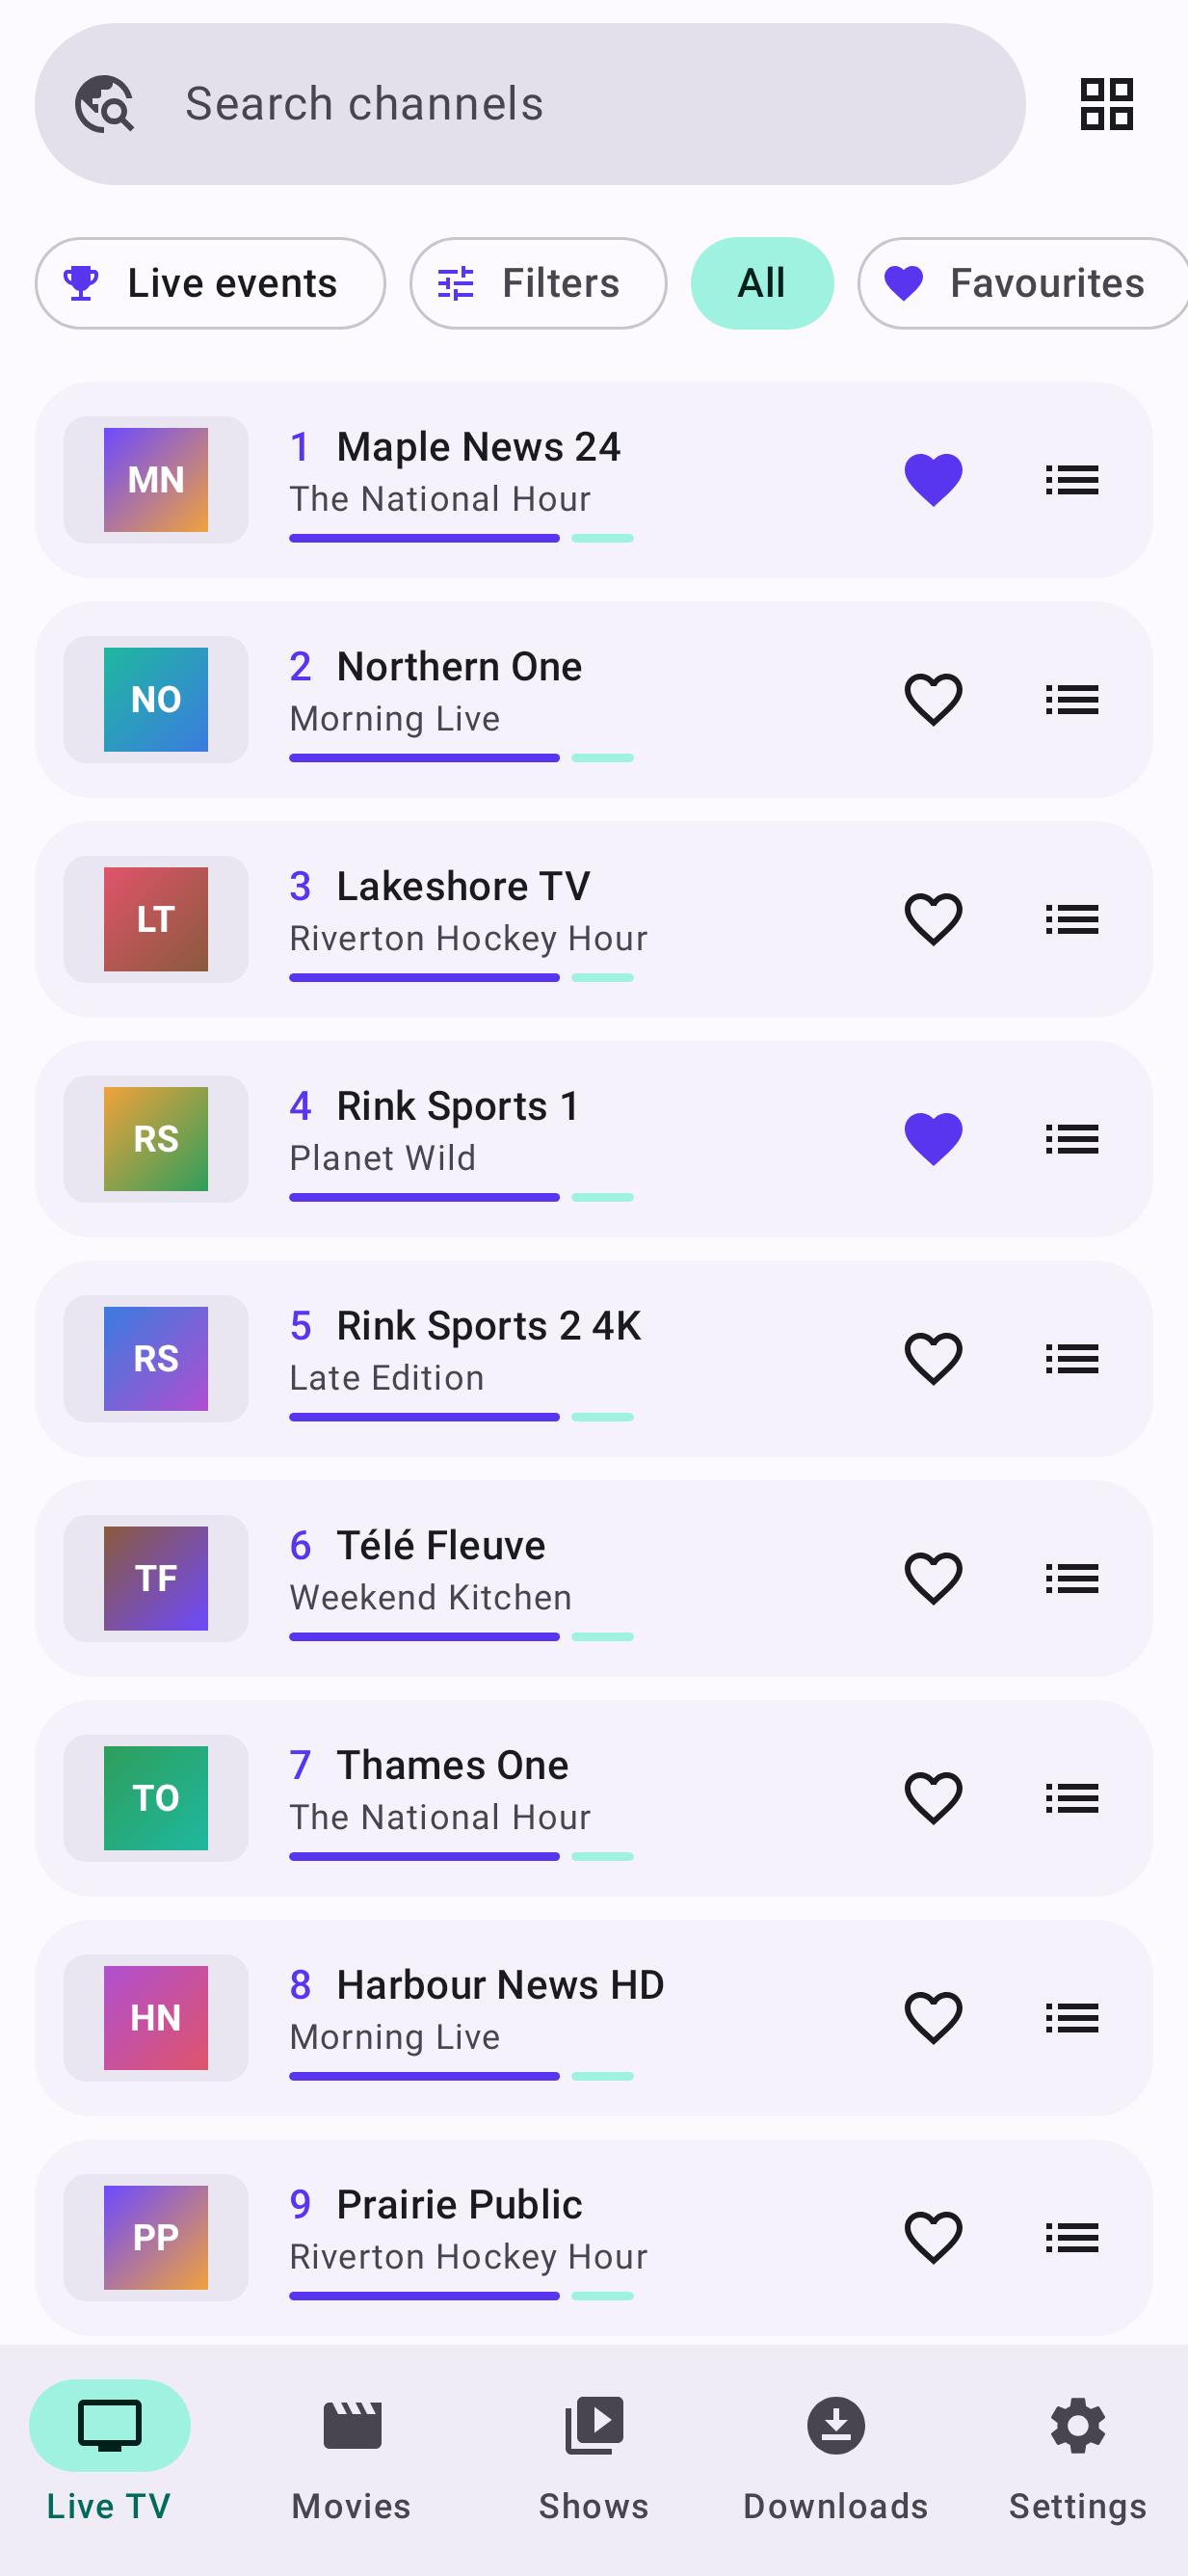 Search channels
Live events
Filters
All
Favourites
MN
1 Maple News 24
The National Hour
NO
2 Northern One
Morning Live
LT
3 Lakeshore TV
Riverton Hockey Hour
RS
4 Rink Sports 1
Planet Wild
RS
5 Rink Sports 2 4K
Late Edition
TF
6 Télé Fleuve
Weekend Kitchen
TO
7 Thames One
The National Hour
HN
8 Harbour News HD
Morning Live
PP
9 Prairie Public
Riverton Hockey Hour
Live TV
Movies
Shows
Downloads
Settings